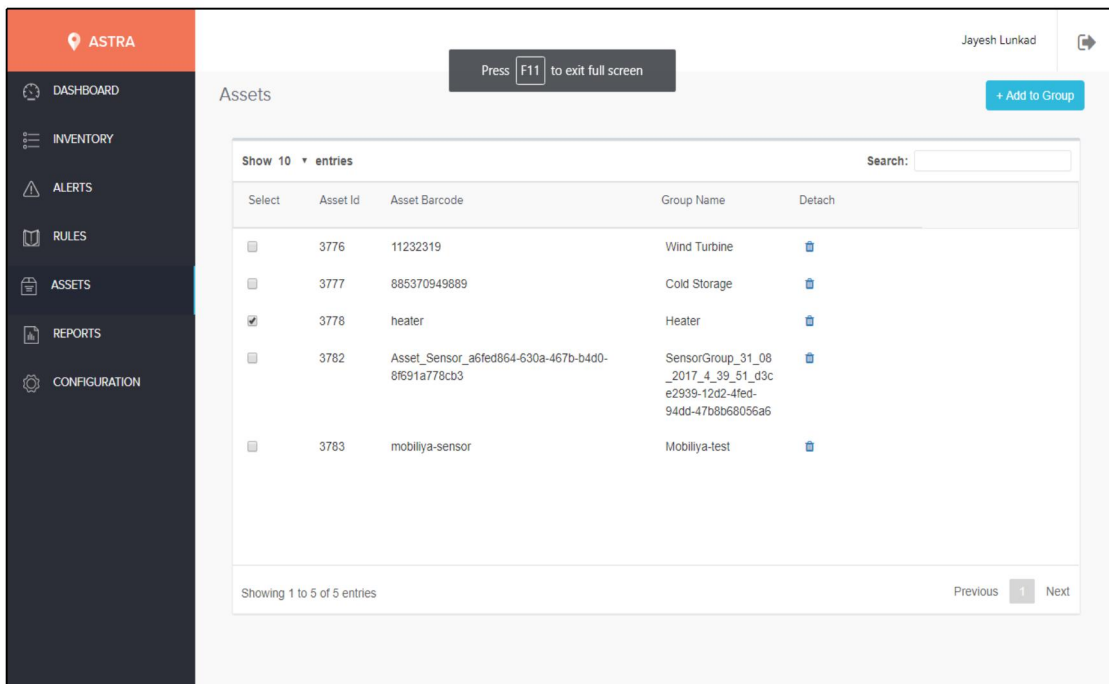 ASTRA
Jayesh Lunkad
Press F11 to exit full screen
DASHBOARD
INVENTORY
ALERTS
RULES
ASSETS
REPORTS
CONFIGURATION
Assets
+ Add to Group
Show 10 entries
Search:
Select Asset Id Asset Barcode Group Name Detach
3776 11232319 Wind Turbine
3777 885370949889 Cold Storage
3778 heater Heater
3782 Asset_Sensor_a6fed864-630a-467b-b4d0-
8f691a778cb3
SensorGroup_31_08
_2017_4_39_51_d3c
e2939-12d2-4fed-
94dd-47b8b68056a6
3783 mobiliya-sensor Mobiliya-test
Showing 1 to 5 of 5 entries
Previous 1 Next